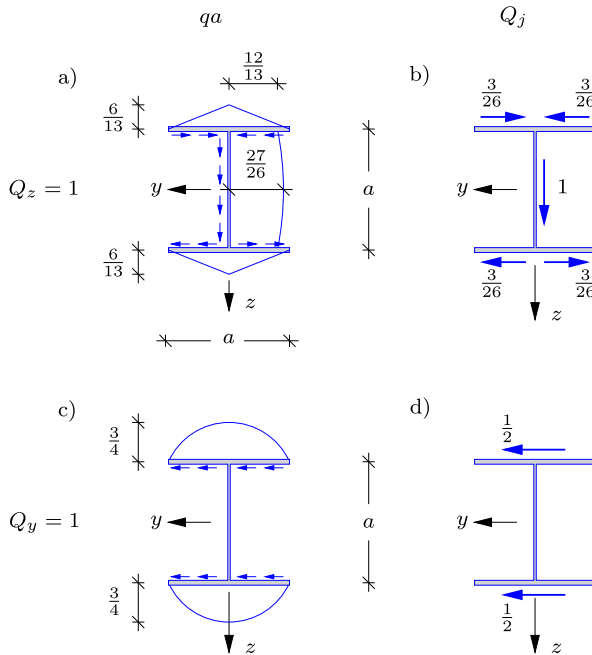 qa
Q_j
a)
12/13
b)
3/26
3/26
6/13
27/26
Q_z = 1
y
a
y
1
6/13
3/26
3/26
z
z
a
c)
d)
3/4
1/2
Q_y = 1
y
a
y
3/4
1/2
z
z